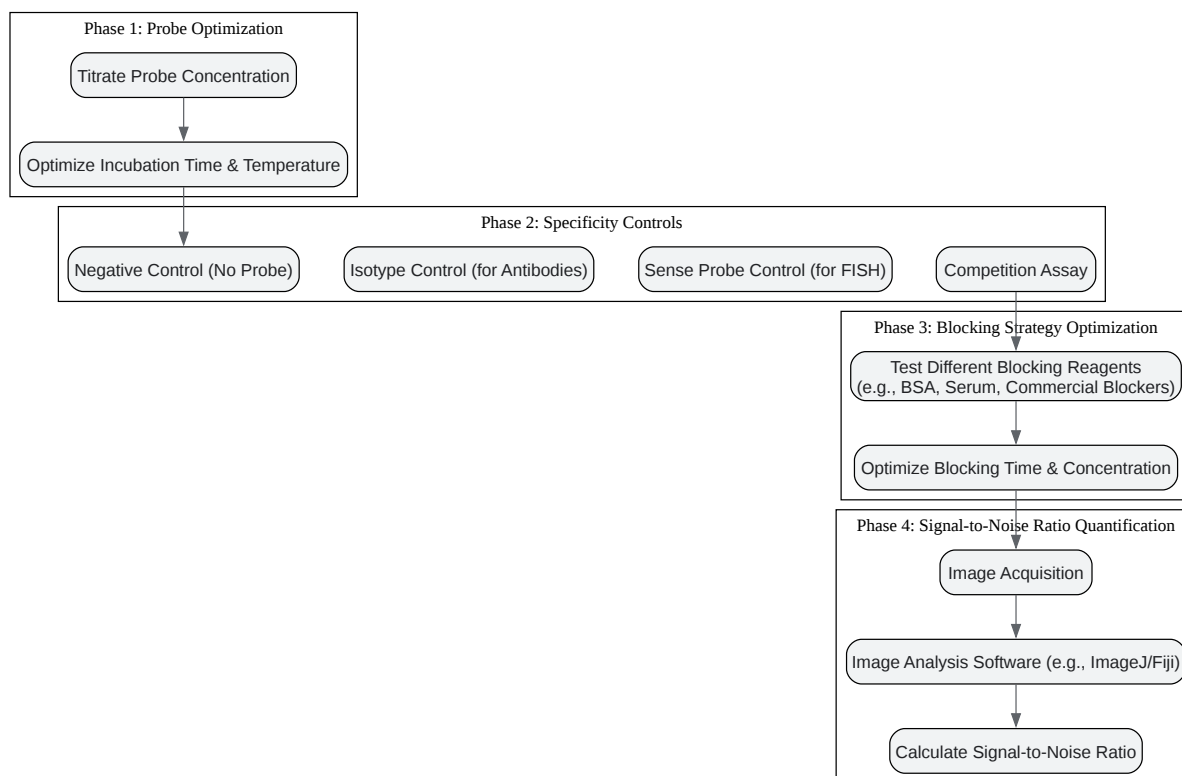 Phase 1: Probe Optimization
Titrate Probe Concentration
Optimize Incubation Time & Temperature
Phase 2: Specificity Controls
Negative Control (No Probe)
Isotype Control (for Antibodies)
Sense Probe Control (for FISH)
Competition Assay
Phase 3: Blocking Strategy Optimization
Test Different Blocking Reagents
(e.g., BSA, Serum, Commercial Blockers)
Optimize Blocking Time & Concentration
Phase 4: Signal-to-Noise Ratio Quantification
Image Acquisition
Image Analysis Software (e.g., ImageJ/Fiji)
Calculate Signal-to-Noise Ratio